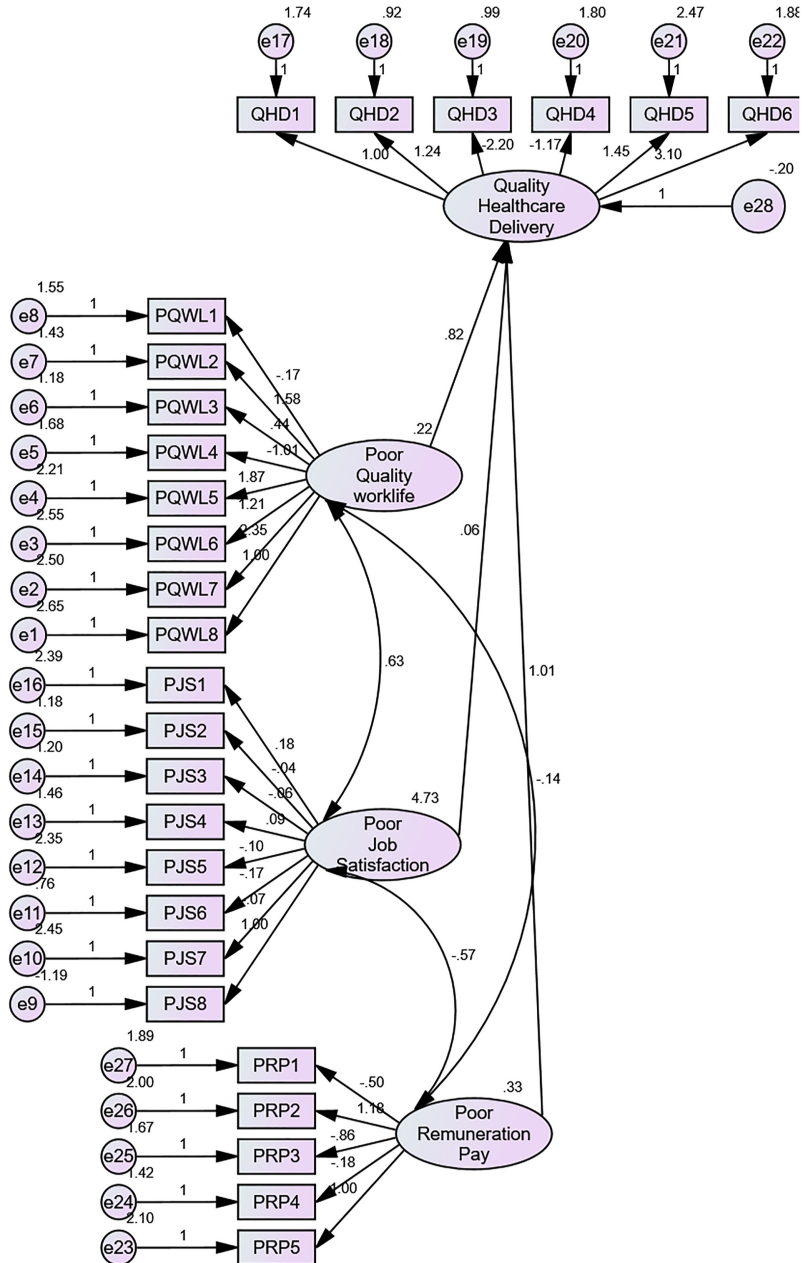 1.74 .92 .99 1.80 2.47 1.88
e17 e18 e19 e20 e21 e22
1 1 1 1 1 1
QHD1 QHD2 QHD3 QHD4 QHD5 QHD6
1.00 1.24 -2.20 -1.17 1.45 3.10
-.20
Quality
Healthcare
Delivery
1
e28
1.55
e8 1 PQWL1
1.43
e7 1 PQWL2
1.18
e6 1 PQWL3
1.68
e5 1 PQWL4
2.21
e4 1 PQWL5
2.55
e3 1 PQWL6
2.50
e2 1 PQWL7
2.65
e1 1 PQWL8
-.17
1.58
.44
-1.01
1.87
1.21
2.35
1.00
.82
.22
Poor
Quality
worklife
.06
.63
1.01
-.14
2.39
e16 1 PJS1
1.18
e15 1 PJS2
1.20
e14 1 PJS3
1.46
e13 1 PJS4
2.35
e12 1 PJS5
.76
e11 1 PJS6
2.45
e10 1 PJS7
-1.19
e9 1 PJS8
.18
-.04
-.06
.09
-.10
-.17
.07
1.00
4.73
Poor
Job
Satisfaction
-.57
1.89
e27 1 PRP1
2.00
e26 1 PRP2
1.67
e25 1 PRP3
1.42
e24 1 PRP4
2.10
e23 1 PRP5
-.50
1.18
-.86
-.18
1.00
.33
Poor
Remuneration
Pay